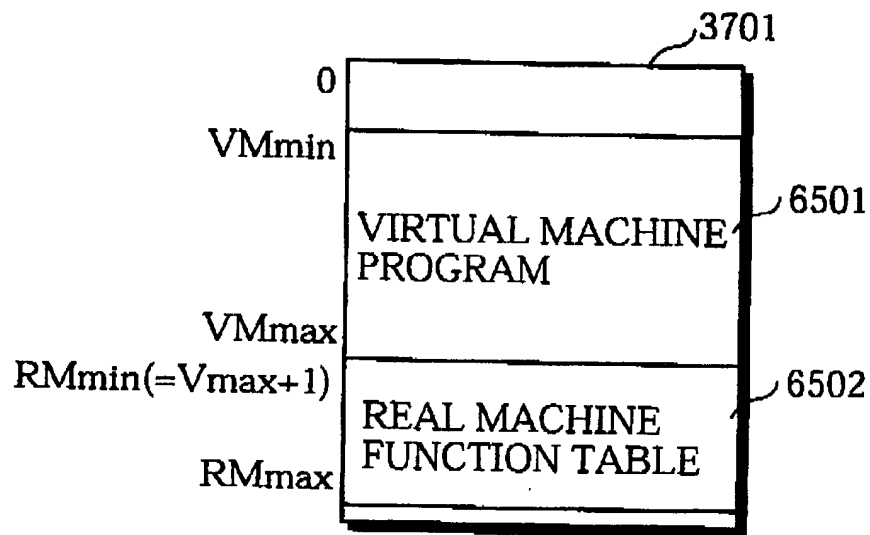 3701
0
VMmin
6501
VIRTUAL MACHINE
PROGRAM
VMmax
RMmin(=Vmax+1)
6502
REAL MACHINE
FUNCTION TABLE
RMmax